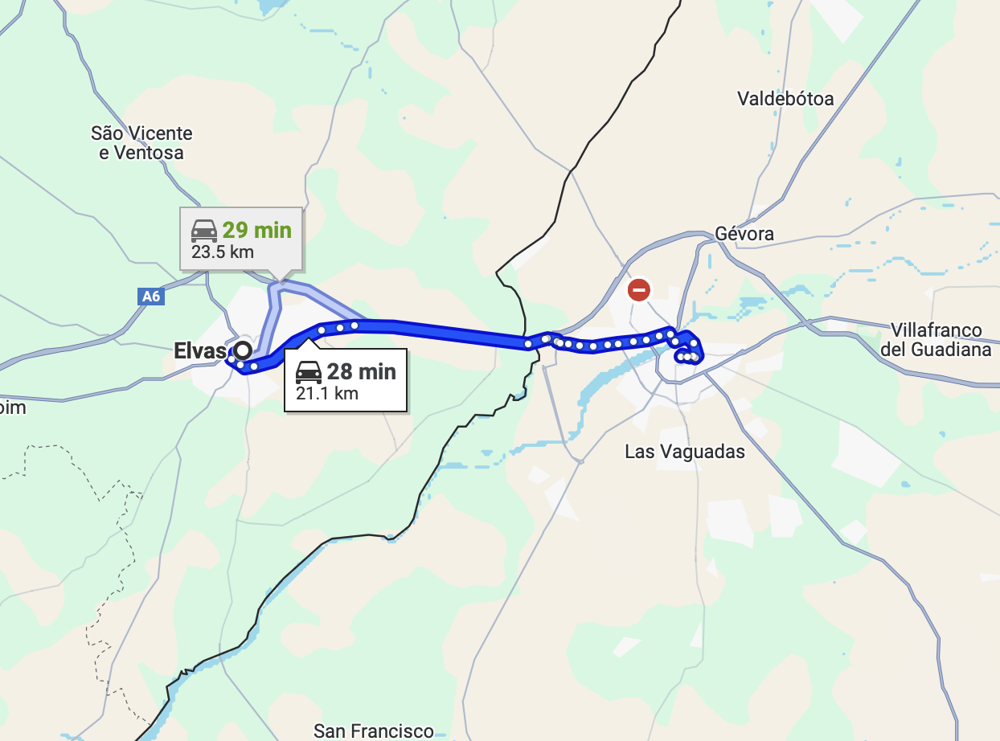 Valdebótoa
São Vicente
e Ventosa
29 min
23.5 km
Gévora
A6
Villafranco
del Guadiana
Elvas
28 min
21.1 km
oim
Las Vaguadas
San Francisco